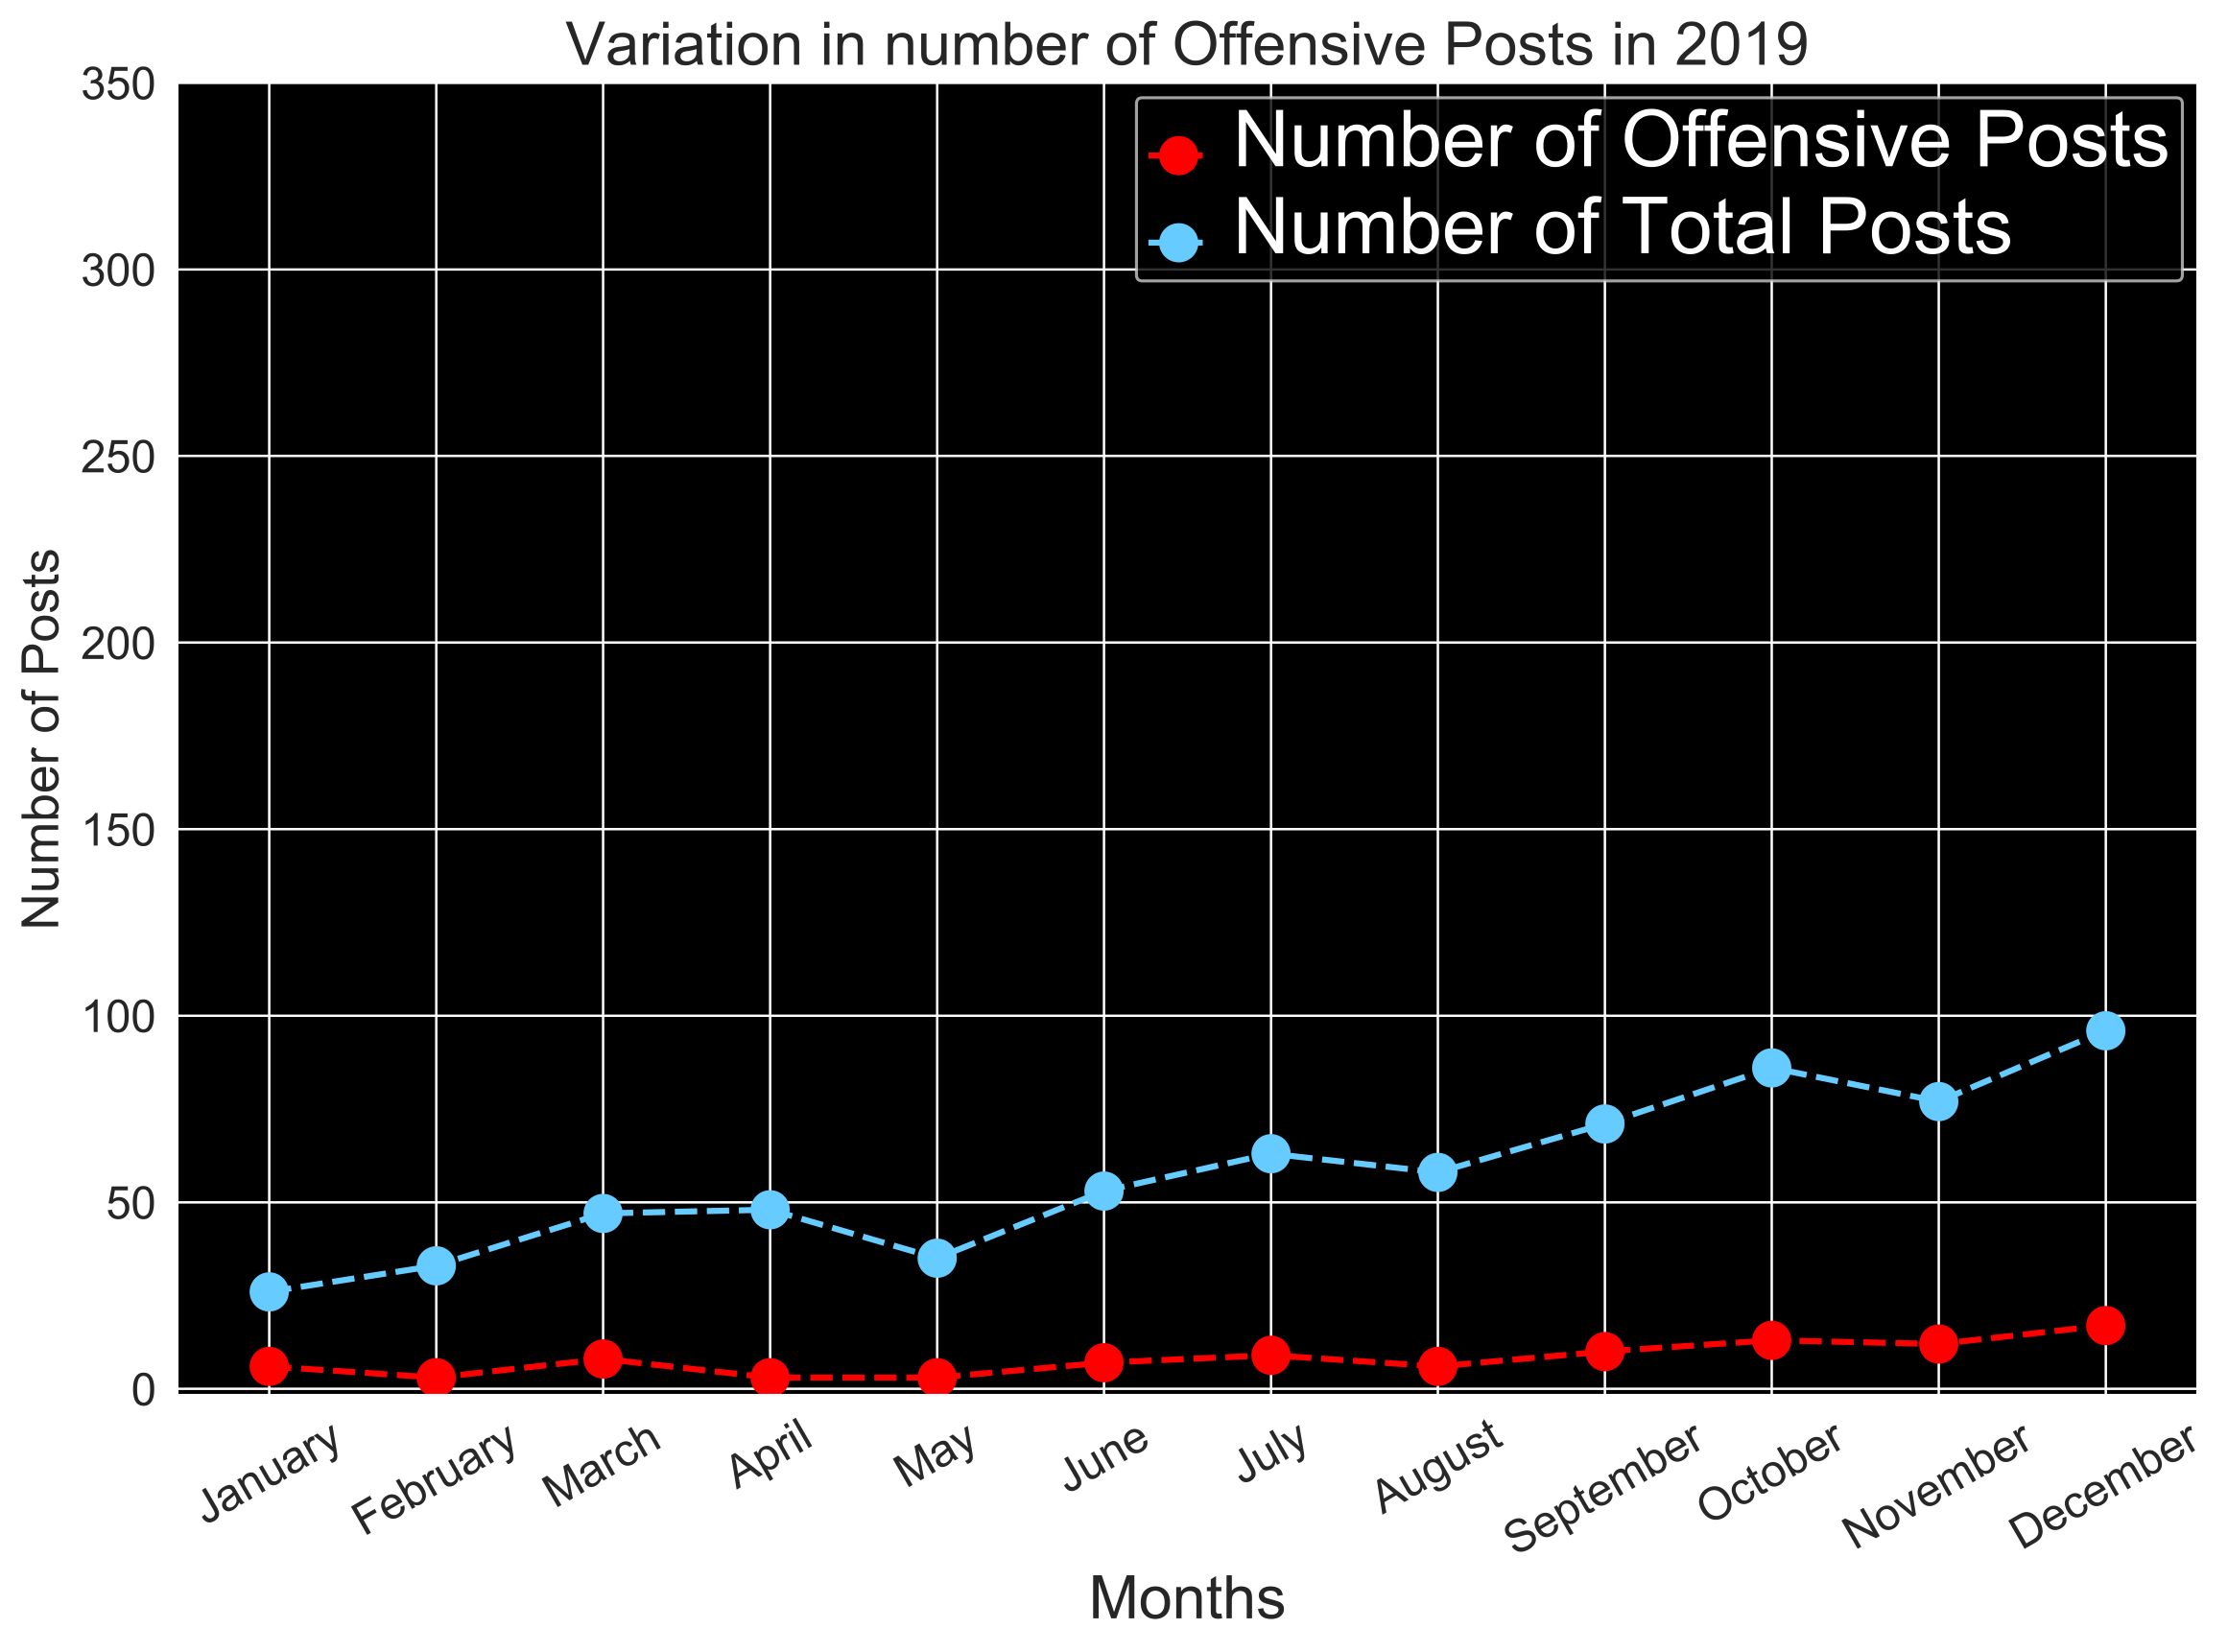 Variation in number of Offensive Posts in 2019
Number of Offensive Posts
Number of Total Posts
350
300
250
200
150
100
50
0
Number of Posts
January
February
March
April
May
June
July
August
September
October
November
December
Months